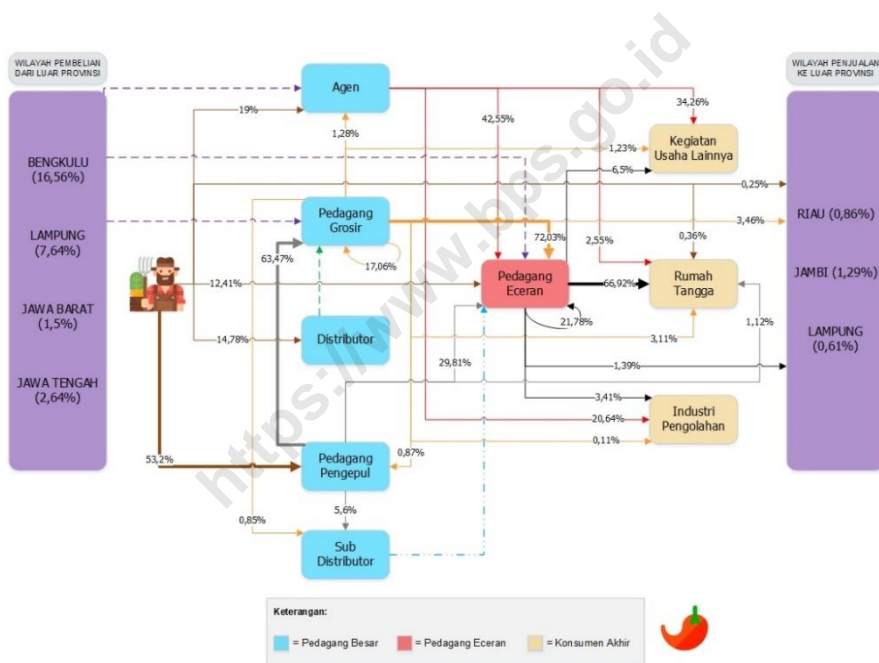 WILAYAH PEMBELIAN
DARI LUAR PROVINSI
BENGKULU
(16,56%)
LAMPUNG
(7,64%)
JAWA BARAT
(1,5%)
JAWA TENGAH
(2,64%)
Agen
19%
1,28%
42,55%
34,26%
Kegiatan
Usaha Lainnya
1,23%
6,5%
0,25%
Pedagang
Grosir
3,46%
72,03%
2,55%
0,36%
63,47%
17,06%
12,41%
Pedagang
Eceran
66,92%
Rumah
Tangga
21,78%
1,12%
14,78%
Distributor
3,11%
29,81%
1,39%
3,41%
20,64%
Industri
Pengolahan
0,11%
0,87%
53,2%
Pedagang
Pengepul
5,6%
0,85%
Sub
Distributor
WILAYAH PENJUALAN
KE LUAR PROVINSI
RIAU (0,86%)
JAMBI (1,29%)
LAMPUNG
(0,61%)
Keterangan:
= Pedagang Besar
= Pedagang Eceran
= Konsumen Akhir
https://www.bps.go.id